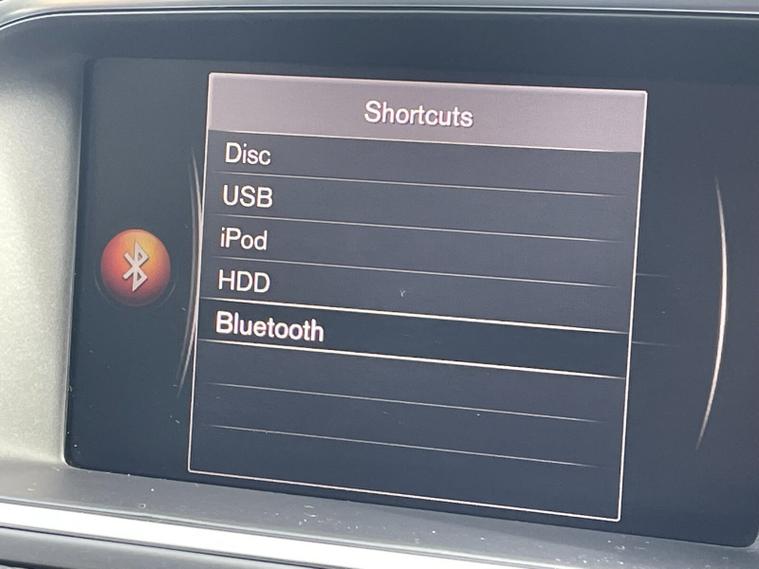 Shortcuts
Disc
USB
iPod
HDD
Bluetooth